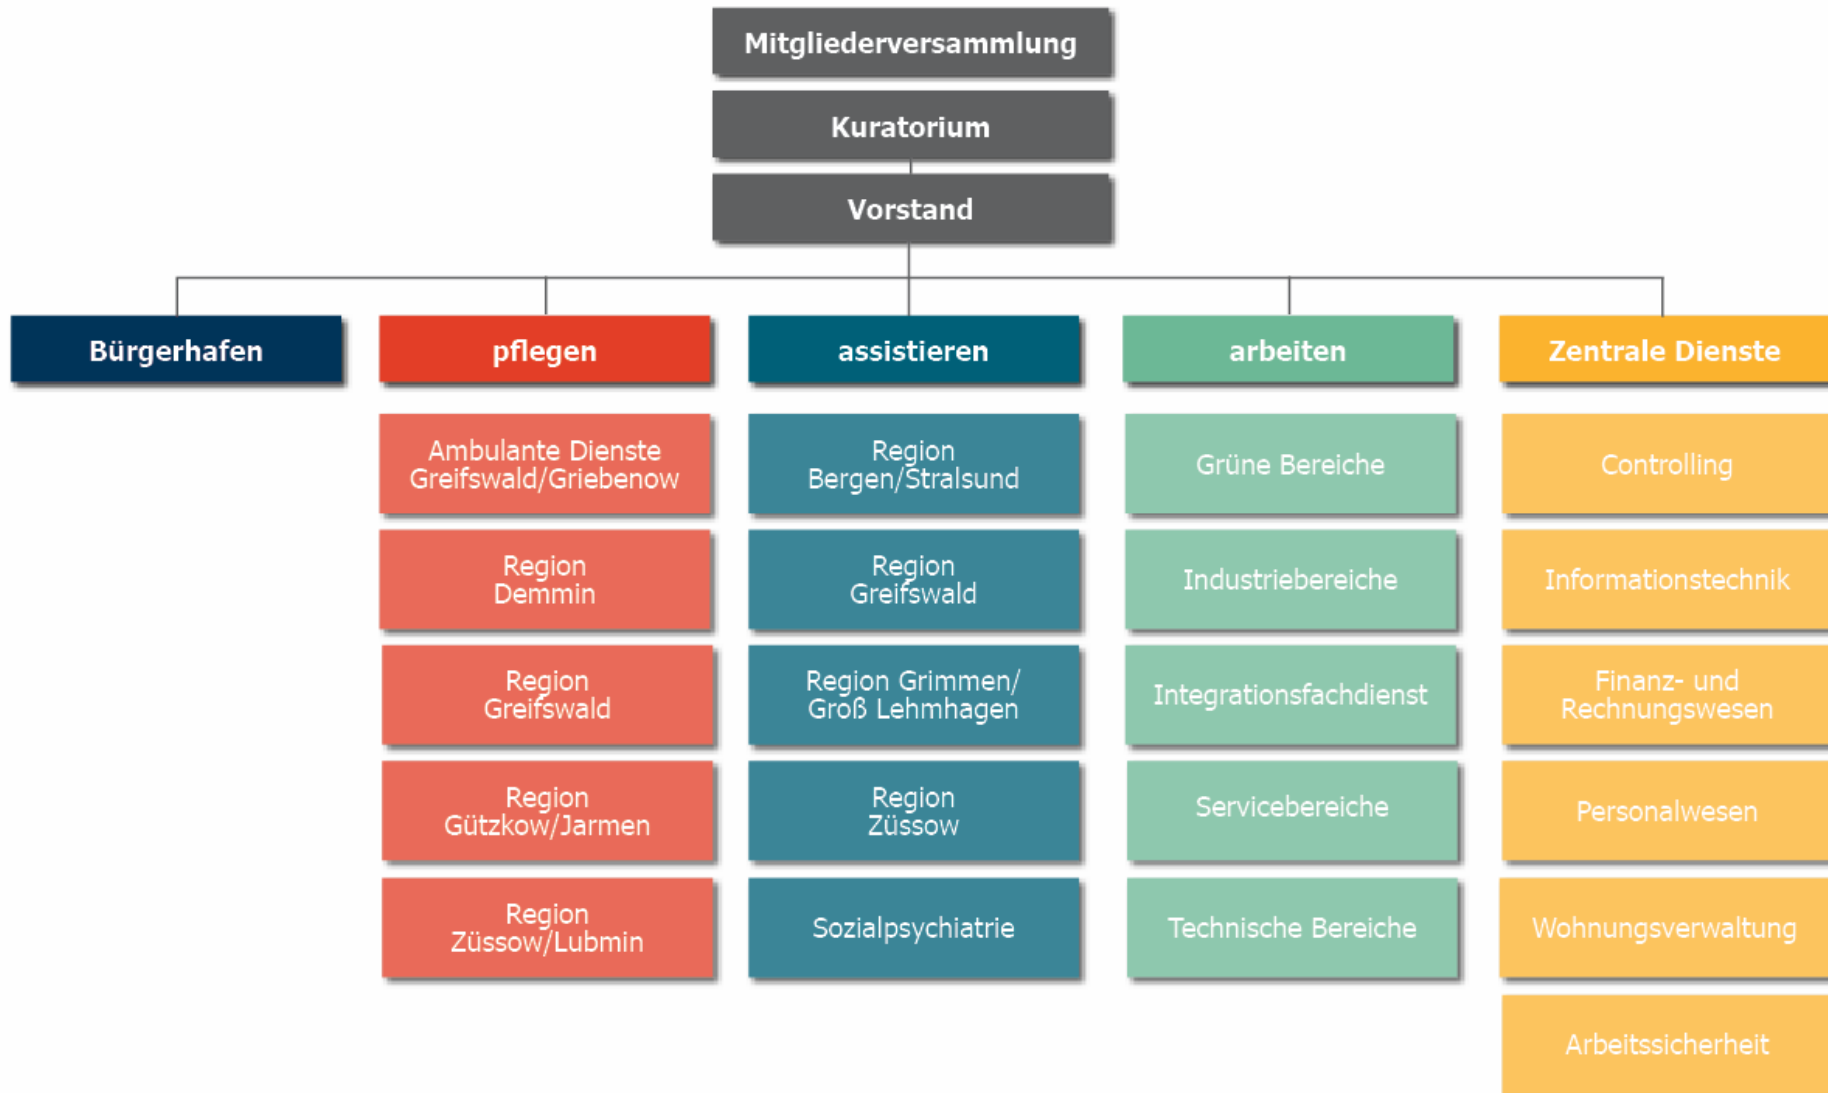 Mitgliederversammlung
Kuratorium
Vorstand
Bürgerhafen
pflegen
assistieren
arbeiten
Zentrale Dienste
Ambulante Dienste
Greifswald/Griebenow
Region
Demmin
Region
Greifswald
Region
Gützkow/Jarmen
Region
Züssow/Lubmin
Region
Bergen/Stralsund
Region
Greifswald
Region Grimmen/
Groß Lehmhagen
Region
Züssow
Sozialpsychiatrie
Grüne Bereiche
Industriebereiche
Integrationsfachdienst
Servicebereiche
Technische Bereiche
Controlling
Informationstechnik
Finanz- und
Rechnungswesen
Personalwesen
Wohnungsverwaltung
Arbeitssicherheit